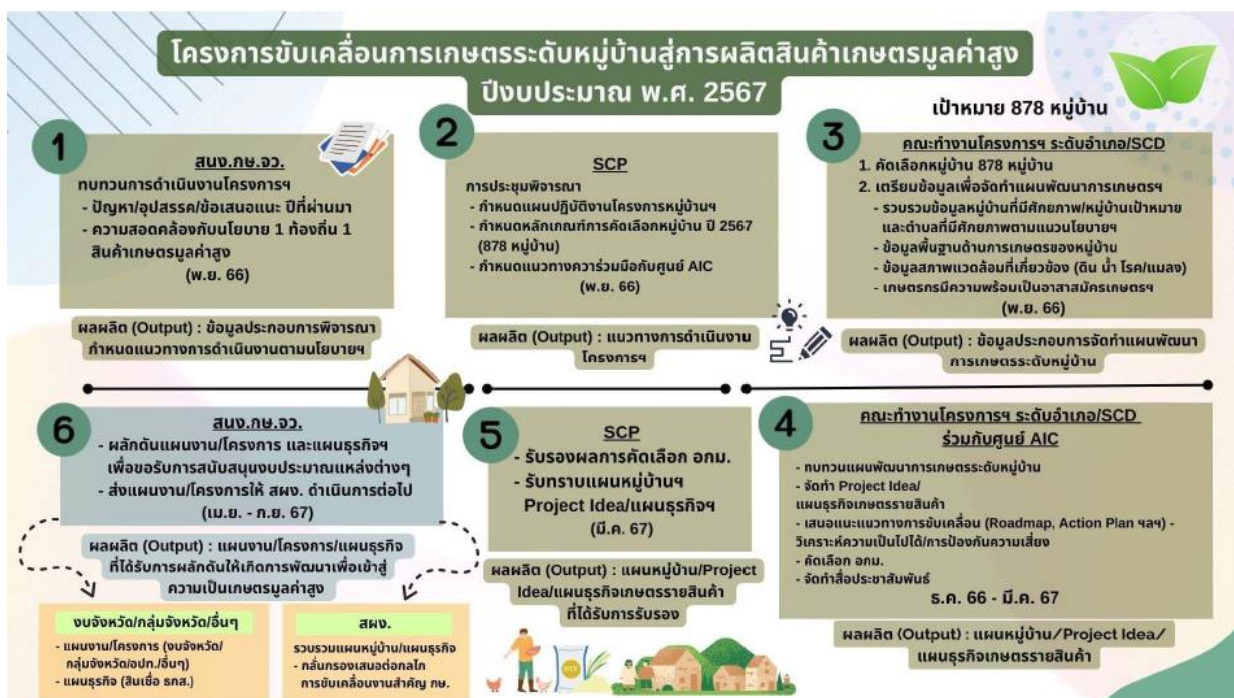 โครงการขับเคลื่อนการเกษตรระดับหมู่บ้านสู่การผลิตสินค้าเกษตรมูลค่าสูง
ปีงบประมาณ พ.ศ. 2567
เป้าหมาย 878 หมู่บ้าน
1
สนง.กษ.จว.
ทบทวนการดำเนินงานโครงการฯ
- ปัญหา/อุปสรรค/ข้อเสนอแนะ ปีที่ผ่านมา
- ความสอดคล้องกับนโยบาย 1 ท้องถิ่น 1
สินค้าเกษตรมูลค่าสูง
(พ.ย. 66)
ผลผลิต (Output) : ข้อมูลประกอบการพิจารณา
กำหนดแนวทางการดำเนินงานตามนโยบายฯ
2
SCP
การประชุมพิจารณา
- กำหนดแผนปฏิบัติงานโครงการหมู่บ้านฯ
- กำหนดหลักเกณฑ์การคัดเลือกหมู่บ้าน ปี 2567
(878 หมู่บ้าน)
- กำหนดแนวทางควาร่วมมือกับศูนย์ AIC
(พ.ย. 66)
ผลผลิต (Output) : แนวทางการดำเนินงาน
โครงการฯ
3
คณะทำงานโครงการฯ ระดับอำเภอ/SCD
1. คัดเลือกหมู่บ้าน 878 หมู่บ้าน
2. เตรียมข้อมูลเพื่อจัดทำแผนพัฒนาการเกษตรฯ
- รวบรวมข้อมูลหมู่บ้านที่มีศักยภาพ/หมู่บ้านเป้าหมาย
และตำบลที่มีศักยภาพตามแนวนโยบายฯ
- ข้อมูลพื้นฐานด้านการเกษตรของหมู่บ้าน
- ข้อมูลสภาพแวดล้อมที่เกี่ยวข้อง (ดิน น้ำ โรค/แมลง)
- เกษตรกรมีความพร้อมเป็นอาสาสมัครเกษตรฯ
(พ.ย. 66)
ผลผลิต (Output) : ข้อมูลประกอบการจัดทำแผนพัฒนา
การเกษตรระดับหมู่บ้าน
4
คณะทำงานโครงการฯ ระดับอำเภอ/SCD
ร่วมกับศูนย์ AIC
- ทบทวนแผนพัฒนาการเกษตรระดับหมู่บ้าน
- จัดทำ Project Idea/
แผนธุรกิจเกษตรรายสินค้า
- เสนอแนะแนวทางการขับเคลื่อน (Roadmap, Action Plan ฯลฯ) -
วิเคราะห์ความเป็นไปได้/การป้องกันความเสี่ยง
- คัดเลือก อกม.
- จัดทำสื่อประชาสัมพันธ์
ธ.ค. 66 - มี.ค. 67
ผลผลิต (Output) : แผนหมู่บ้าน/Project Idea/
แผนธุรกิจเกษตรรายสินค้า
5
SCP
- รับรองผลการคัดเลือก อกม.
- รับทราบแผนหมู่บ้านฯ
Project Idea/แผนธุรกิจฯ
(มี.ค. 67)
ผลผลิต (Output) : แผนหมู่บ้าน/Project
Idea/แผนธุรกิจเกษตรรายสินค้า
ที่ได้รับการรับรอง
6
สนง.กษ.จว.
- ผลักดันแผนงาน/โครงการ และแผนธุรกิจฯ
เพื่อขอรับการสนับสนุนงบประมาณแหล่งต่างๆ
- ส่งแผนงาน/โครงการให้ สผง. ดำเนินการต่อไป
(เม.ย. - ก.ย. 67)
ผลผลิต (Output) : แผนงาน/โครงการ/แผนธุรกิจ
ที่ได้รับการผลักดันให้เกิดการพัฒนาเพื่อเข้าสู่
ความเป็นเกษตรมูลค่าสูง
งบจังหวัด/กลุ่มจังหวัด/อื่นๆ
- แผนงาน/โครงการ (งบจังหวัด/
กลุ่มจังหวัด/อปท./อื่นๆ)
- แผนธุรกิจ (สินเชื่อ ธกส.)
สผง.
รวบรวมแผนหมู่บ้าน/แผนธุรกิจ
- กลั่นกรองเสนอต่อกลไก
การขับเคลื่อนงานสำคัญ กษ.